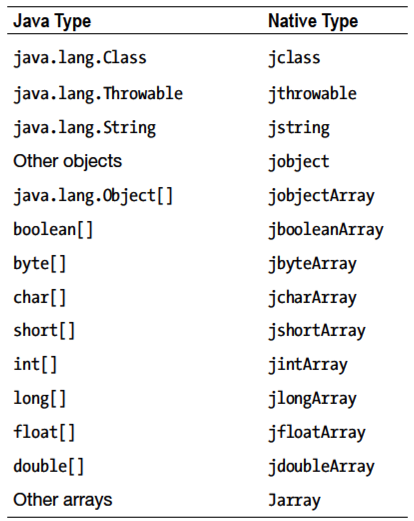 Java Type Native Type
java.lang.Class jclass
java.lang.Throwable jthrowable
java.lang.String jstring
Other objects jobject
java.lang.Object[] jobjectArray
boolean[] jbooleanArray
byte[] jbyteArray
char[] jcharArray
short[] jshortArray
int[] jintArray
long[] jlongArray
float[] jfloatArray
double[] jdoubleArray
Other arrays Jarray